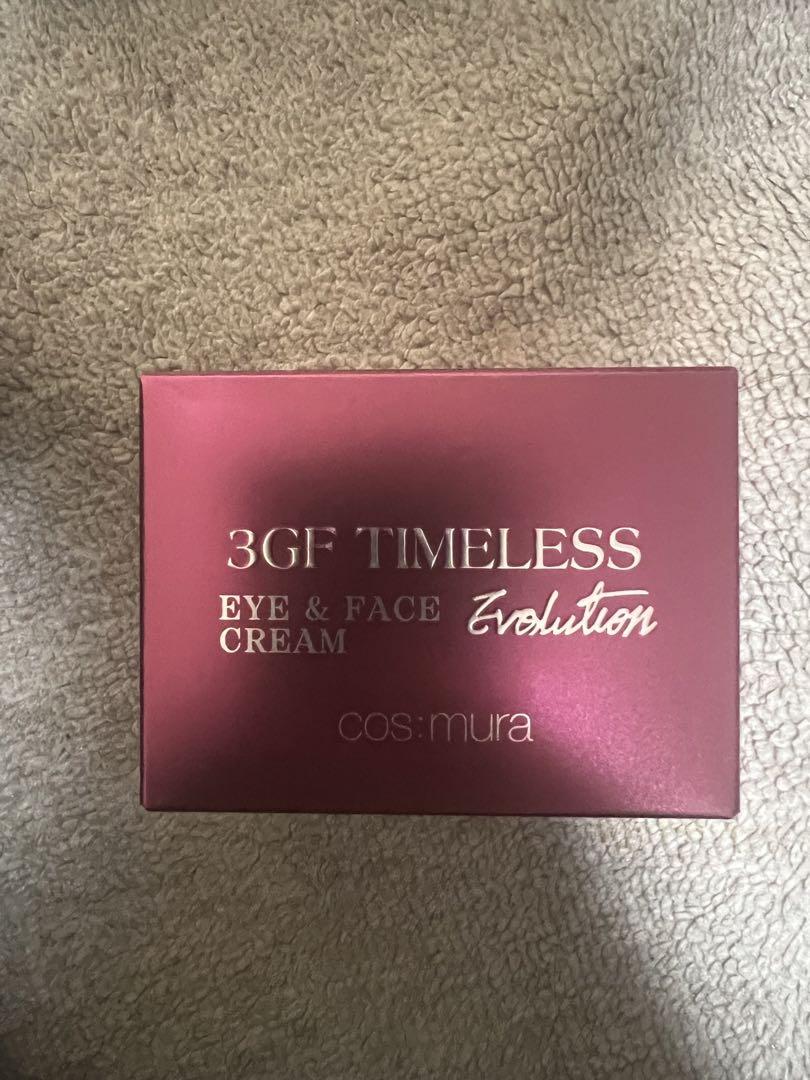 3GF TIMELESS
EYE & FACE Evolution
CREAM
cos:mura